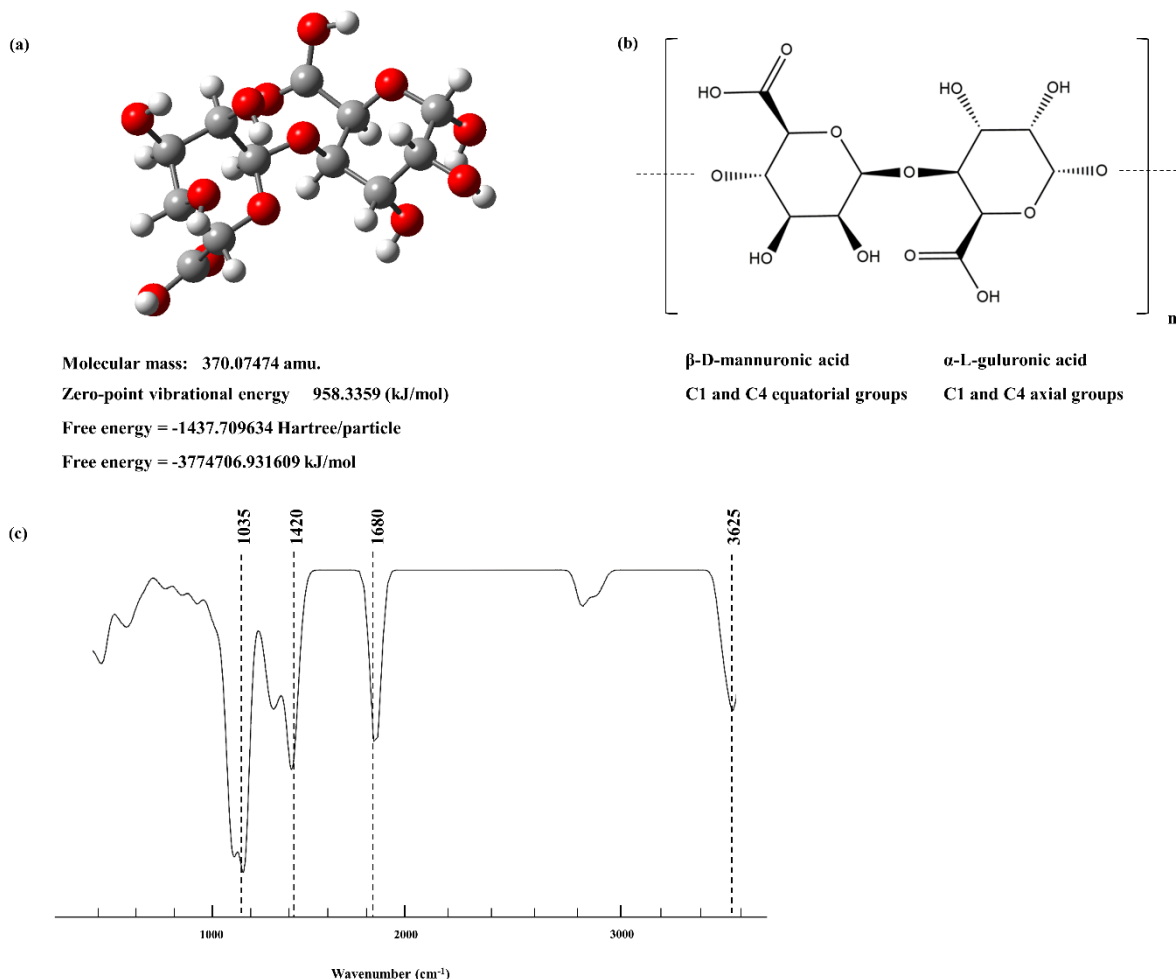 (a)
(b)
O
HO
O
O
O
HO
OH
HO
OH
O
O
O
O
OH
n
Molecular mass: 370.07474 amu.
Zero-point vibrational energy 958.3359 (kJ/mol)
Free energy = -1437.709634 Hartree/particle
Free energy = -3774706.931609 kJ/mol
β-D-mannuronic acid
α-L-guluronic acid
C1 and C4 equatorial groups
C1 and C4 axial groups
(c)
1035
1420
1680
3625
1000
2000
3000
Wavenumber (cm-1)